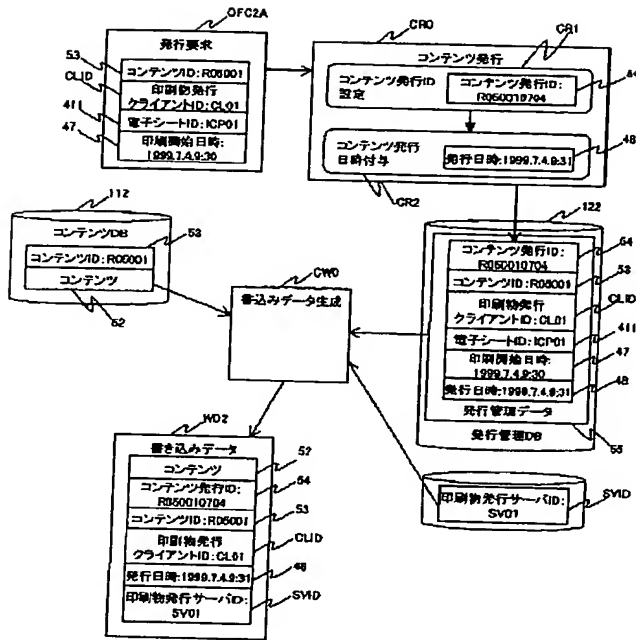 OFC2A
発行要求
53
コンテンツID:R05001
CLID
印刷物発行
クライアントID:CL01
411
電子シートID:ICP01
47
印刷開始日時:
1999.7.4.9:30
CR0
CR1
コンテンツ発行
コンテンツ発行ID
設定
コンテンツ発行ID:
R050010704
54
コンテンツ発行
日時付与
発行日時:1999.7.4.9:31
48
CR2
112
コンテンツDB
53
コンテンツID:R05001
コンテンツ
52
CW0
書込みデータ生成
122
コンテンツ発行ID:
R050010704
54
コンテンツID:R05001
53
印刷物発行
クライアントID:CL01
CLID
電子シートID:ICP01
411
印刷開始日時:
1999.7.4.9:30
47
発行日時:1999.7.4.9:31
48
発行管理データ
発行管理DB
55
印刷物発行サーバID:
SV01
SVID
WD2
書き込みデータ
コンテンツ
52
コンテンツ発行ID:
R050010704
54
コンテンツID:R05001
53
印刷物発行
クライアントID:CL01
CLID
発行日時:1999.7.4.9:31
48
印刷物発行サーバID:
SV01
SVID